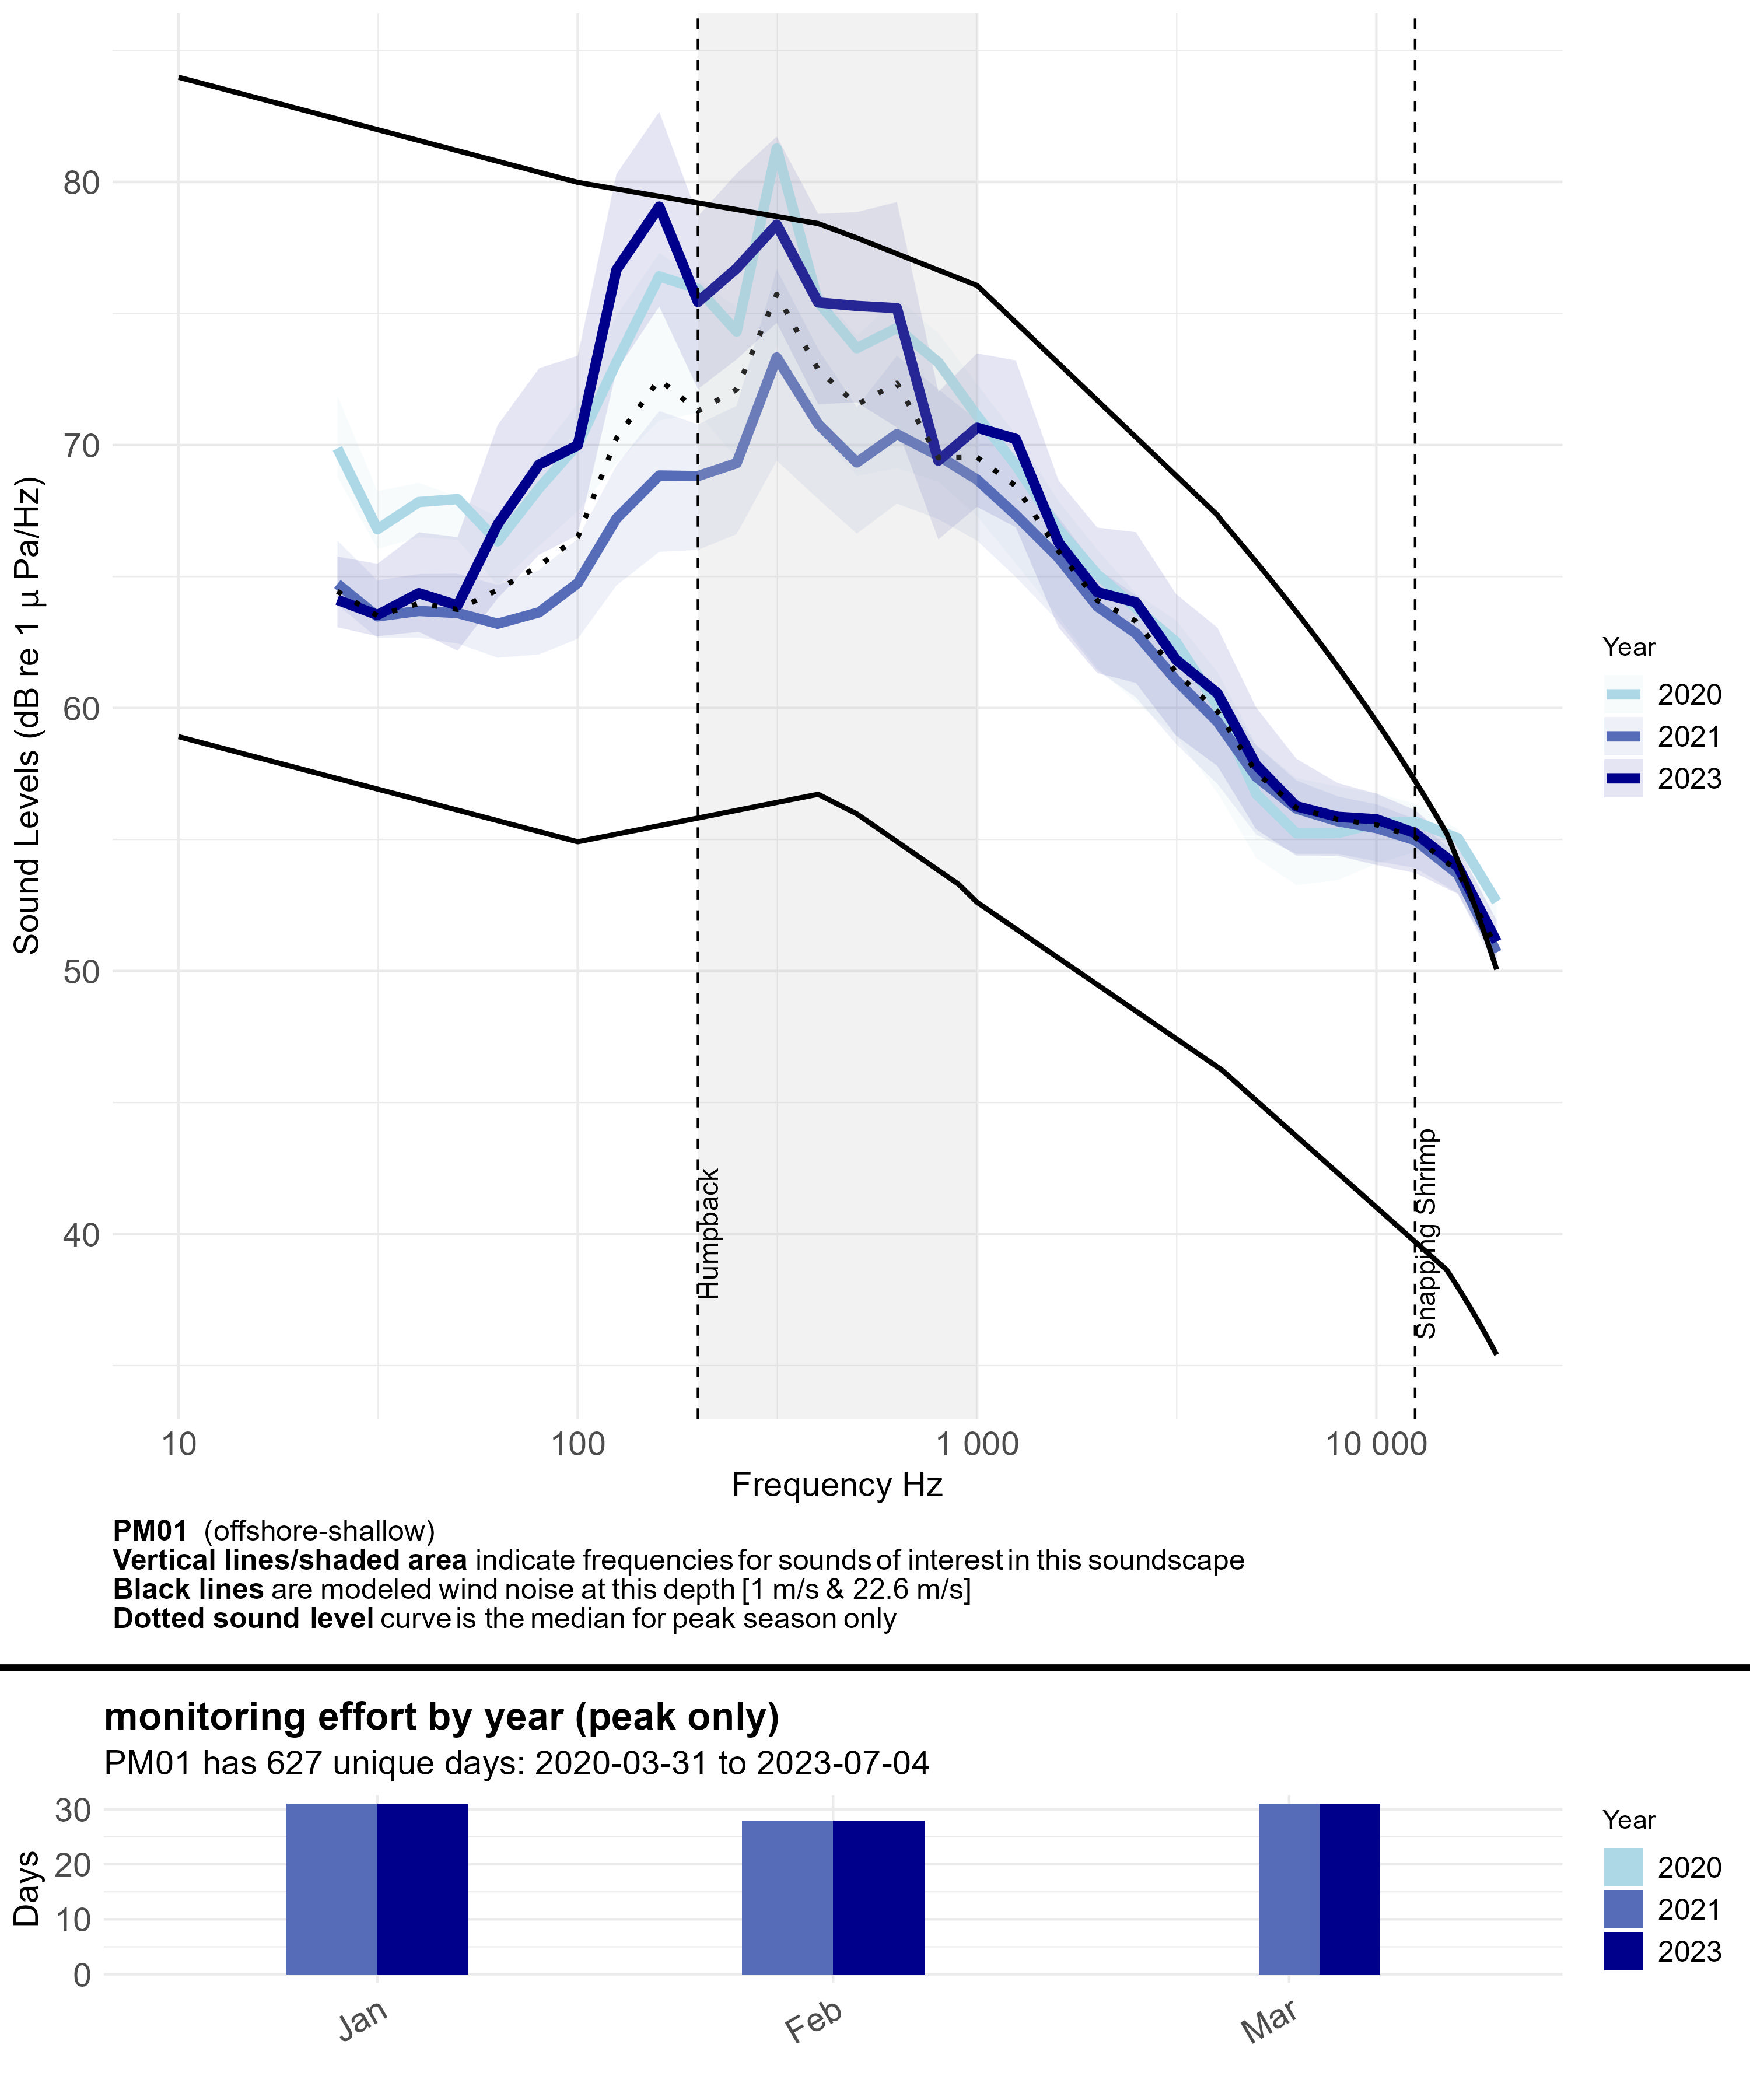 80
70
60
50
40
Sound Levels (dB re 1 µ Pa/Hz)
Humpback
Snapping Shrimp
Year
2020
2021
2023
10
100
1 000
10 000
Frequency Hz
PM01 (offshore-shallow)
Vertical lines/shaded area indicate frequencies for sounds of interest in this soundscape
Black lines are modeled wind noise at this depth [1 m/s & 22.6 m/s]
Dotted sound level curve is the median for peak season only
monitoring effort by year (peak only)
PM01 has 627 unique days: 2020-03-31 to 2023-07-04
30
20
10
0
Days
Jan
Feb
Mar
Year
2020
2021
2023